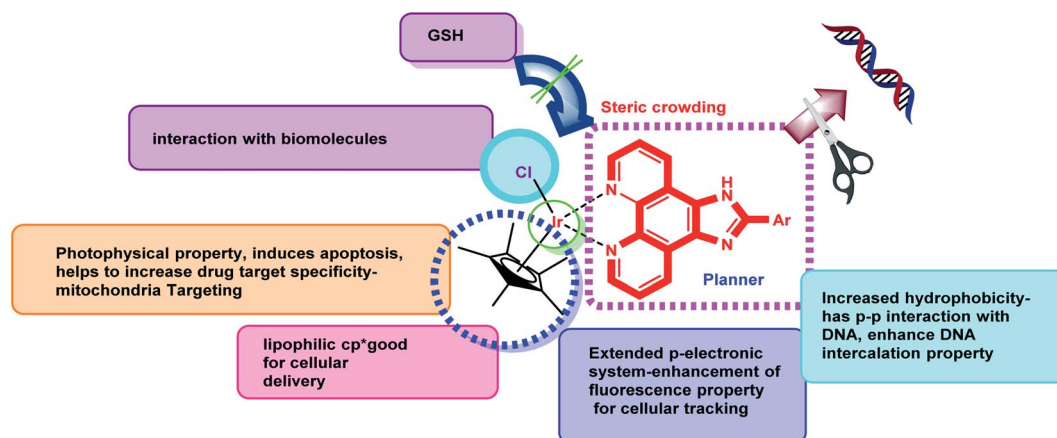 GSH
Steric crowding
interaction with biomolecules
Cl
Ir
N
N
H
N
N
Ar
Planner
Photophysical property, induces apoptosis,
helps to increase drug target specificity-
mitochondria Targeting
lipophilic cp*good
for cellular
delivery
Extended p-electronic
system-enhancement of
fluorescence property
for cellular tracking
Increased hydrophobicity-
has p-p interaction with
DNA, enhance DNA
intercalation property